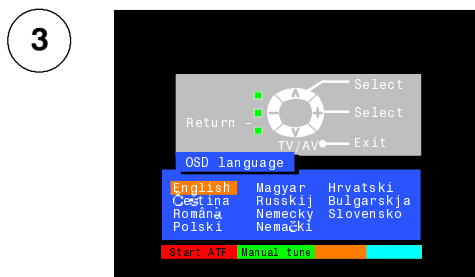 3
Select
Select
Return -
TV/AV
Exit
OSD language
English Magyar Hrvatski
Čeština Russkij Bulgarskja
Română Nemecky Slovensko
Polski Nemački
Start ATP Manual tune